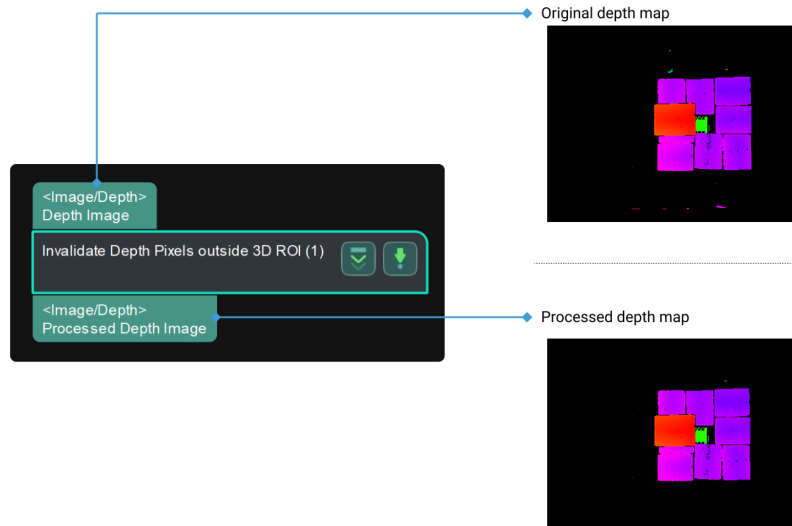 Original depth map
<Image/Depth>
Depth Image
Invalidate Depth Pixels outside 3D ROI (1)
<Image/Depth>
Processed Depth Image
Processed depth map